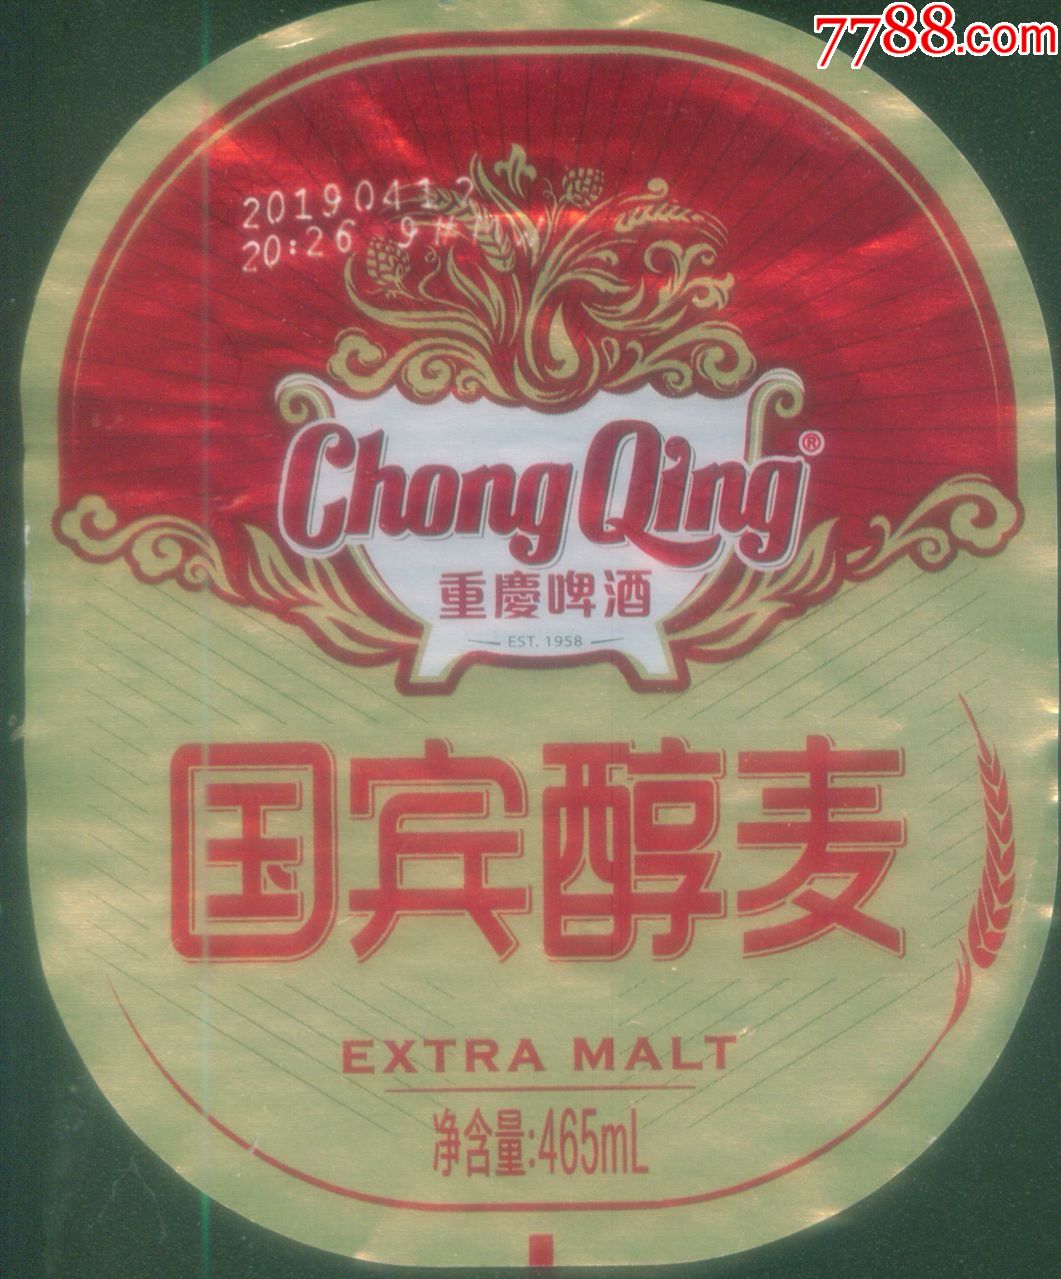 7788.com
20190412
20:26 9#
Chong Qing®
重慶啤酒
EST. 1958
国宾醇麦
EXTRA MALT
净含量:465mL